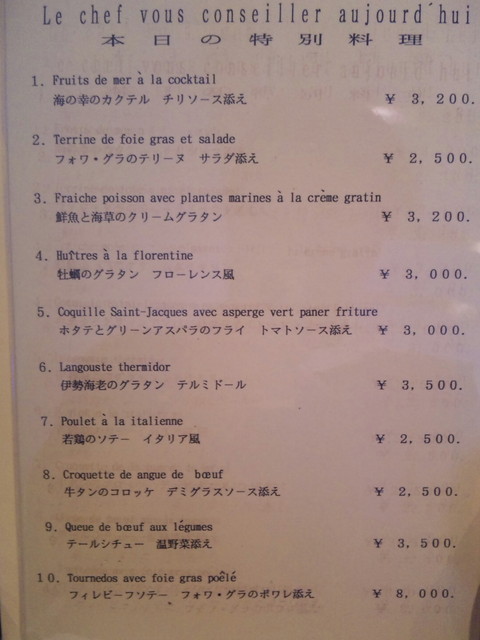 Le chef vous conseiller aujourd'hui
本日の特別料理
1. Fruits de mer à la cocktail
海の幸のカクテル チリソース添え ¥ 3,200.
2. Terrine de foie gras et salade
フォワ・グラのテリーヌ サラダ添え ¥ 2,500.
3. Fraiche poisson avec plantes marines à la crème gratin
鮮魚と海草のクリームグラタン ¥ 3,200.
4. Huîtres à la florentine
牡蠣のグラタン フローレンス風 ¥ 3,000.
5. Coquille Saint-Jacques avec asperge vert paner friture
ホタテとグリーンアスパラのフライ トマトソース添え ¥ 3,000.
6. Langouste thermidor
伊勢海老のグラタン テルミドール ¥ 3,500.
7. Poulet à la italienne
若鶏のソテー イタリア風 ¥ 2,500.
8. Croquette de angue de bœuf
牛タンのコロッケ デミグラスソース添え ¥ 2,500.
9. Queue de bœuf aux légumes
テールシチュー 温野菜添え ¥ 3,500.
10. Tournedos avec foie gras poêlé
フィレビーフソテー フォワ・グラのポワレ添え ¥ 8,000.